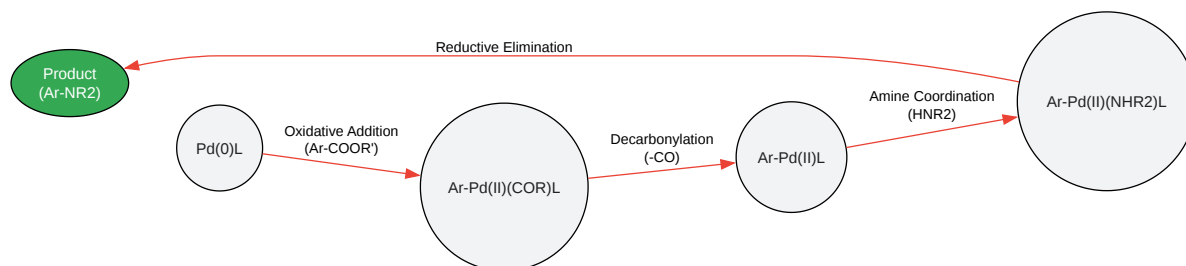 Reductive Elimination
Product
(Ar-NR2)
Pd(0)L
Oxidative Addition
(Ar-COOR')
Ar-Pd(II)(COR)L
Decarbonylation
(-CO)
Ar-Pd(II)L
Amine Coordination
(HNR2)
Ar-Pd(II)(NHR2)L